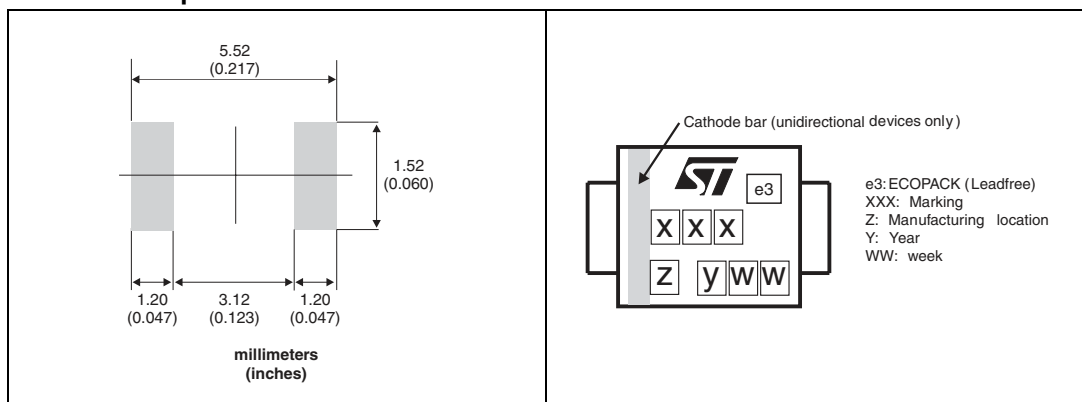 5.52
(0.217)
1.52
(0.060)
1.20
(0.047)
3.12
(0.123)
1.20
(0.047)
millimeters
(inches)
Cathode bar (unidirectional devices only)
ST
e3
x x x
z y w w
e3: ECOPACK (Leadfree)
XXX: Marking
Z: Manufacturing location
Y: Year
WW: week